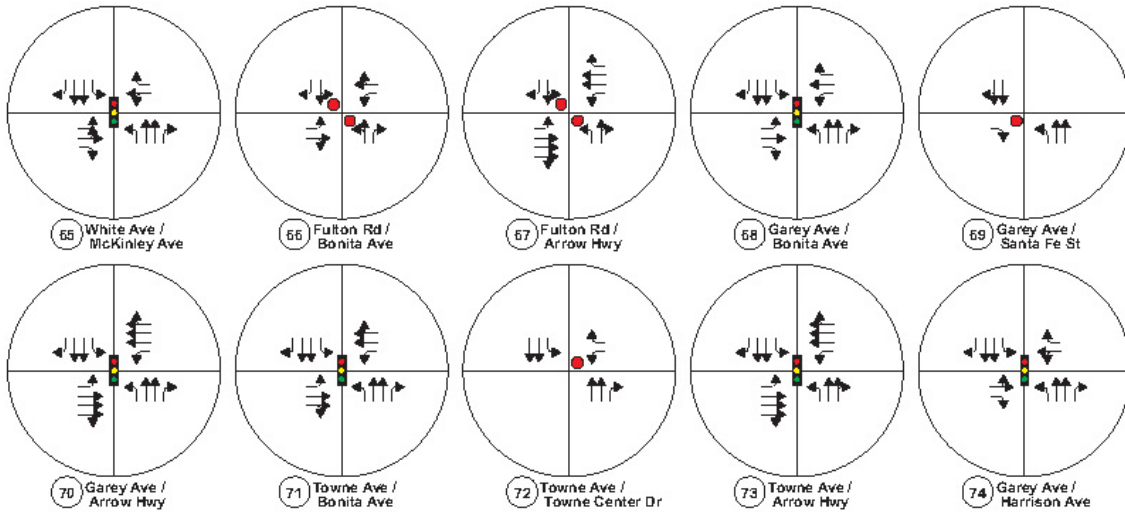 65 White Ave /
McKinley Ave
66 Fulton Rd /
Bonita Ave
67 Fulton Rd /
Arrow Hwy
68 Garey Ave /
Bonita Ave
69 Garey Ave /
Santa Fe St
70 Garey Ave /
Arrow Hwy
71 Towne Ave /
Bonita Ave
72 Towne Ave /
Towne Center Dr
73 Towne Ave /
Arrow Hwy
74 Garey Ave /
Harrison Ave